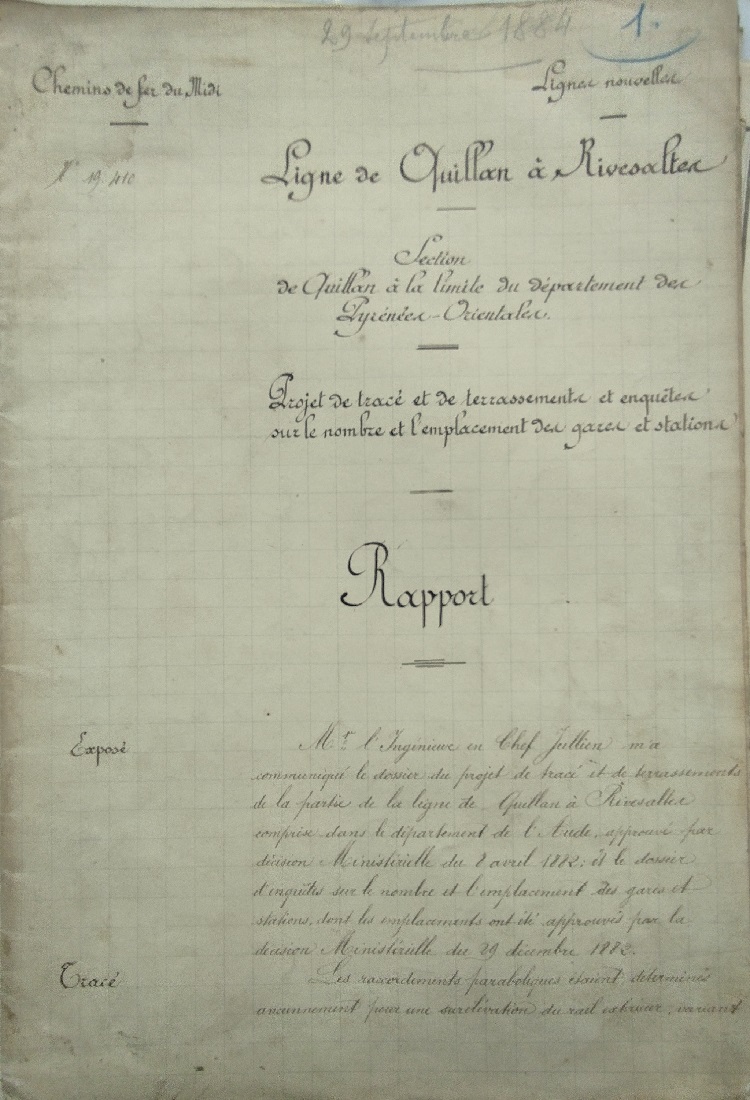 29 septembre 1884
1.
Chemins de fer du Midi
Lignes nouvelles
N° 19.410
Ligne de Quillan à Rivesaltes
Section
de Quillan à la limite du département des
Pyrénées-Orientales.
Projet de tracé et de terrassements et enquêtes
sur le nombre et l'emplacement des gares et stations
Rapport
Exposé
Mr. l'Ingénieur en Chef Jullien m'a
communiqué le dossier du projet de tracé et de terrassements
de la partie de la ligne de Quillan à Rivesaltes
comprise dans le département de l'Aude, approuvé par
décision Ministérielle du 8 avril 1882; et le dossier
d'enquêtes sur le nombre et l'emplacement des gares et
stations, dont les emplacements ont été approuvés par la
décision Ministérielle du 29 décembre 1882.
Tracé
Les raccordements paraboliques étaient déterminés
anciennement pour une surélévation du rail extérieur, variant